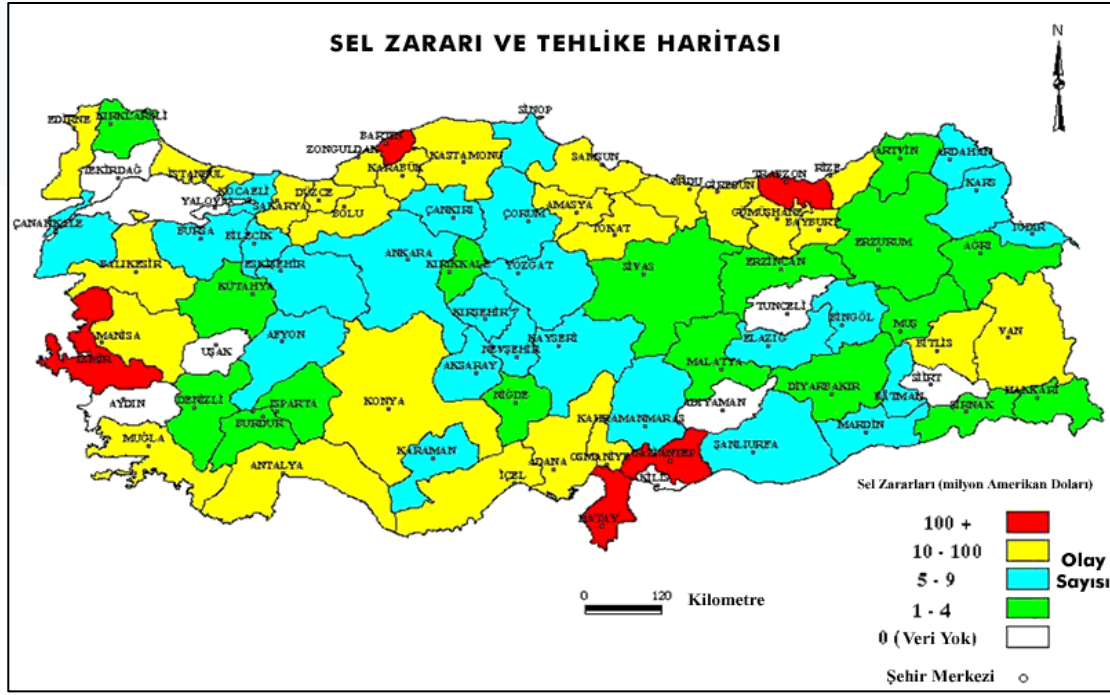 SEL ZARARI VE TEHLİKE HARİTASI
N
SİNOP
EDİRNE
KIRKLARELİ
BARTIN
ARTVİN
ARDAHAN
ZONGULDAK
KASTAMONU
SAMSUN
RİZE
TEKİRDAĞ
İSTANBUL
KARABÜK
ORDU
GİRESUN
TRABZON
KARS
KOCAELİ
DÜZCE
YALOVA
SAKARYA
BOLU
ÇANKIRI
ÇORUM
AMASYA
GÜMÜŞHANE
BAYBURT
ÇANAKKALE
BURSA
BİLECİK
TOKAT
IĞDIR
ERZURUM
AĞRI
ANKARA
BALIKESİR
ESKİŞEHİR
KIRIKKALE
YOZGAT
SİVAS
ERZİNCAN
KÜTAHYA
TUNCELİ
KIRŞEHİR
BİNGÖL
MUŞ
VAN
MANİSA
AFYON
UŞAK
NEVŞEHİR
KAYSERİ
ELAZIĞ
BİTLİS
İZMİR
AKSARAY
MALATYA
SİİRT
DİYARBAKIR
HAKKARİ
AYDIN
DENİZLİ
ISPARTA
KONYA
NİĞDE
ADIYAMAN
BATMAN
ŞIRNAK
BURDUR
KAHRAMANMARAŞ
MARDİN
MUĞLA
KARAMAN
OSMANİYE
GAZİANTEP
ŞANLIURFA
ANTALYA
ADANA
İÇEL
KİLİS
HATAY
Sel Zararları (milyon Amerikan Doları)
100 +
10 - 100
5 - 9
1 - 4
0 ( Veri Yok)
Olay
Sayısı
Şehir Merkezi
0 120 Kilometre